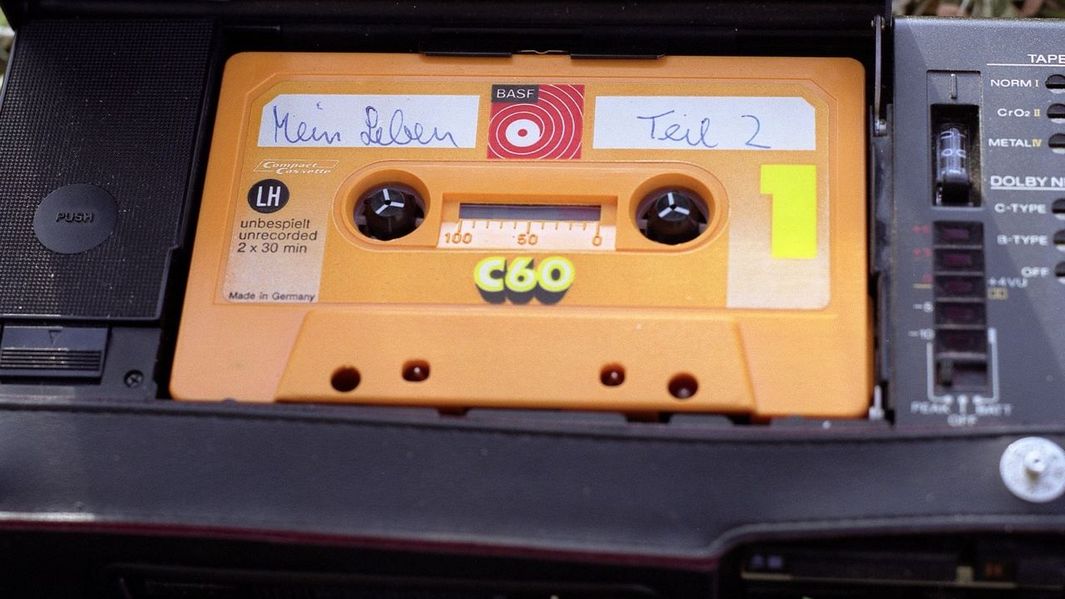 Mein Leben
BASF
Teil 2
Compact
Cassette
LH
unbespielt
unrecorded
2 x 30 min
Made in Germany
100 50 0
C60
1
PUSH
TAPE
NORM I
CrO₂ II
METAL IV
DOLBY N
C-TYPE
B-TYPE
OFF
+4VU
-5
-10
PEAK OFF BATT